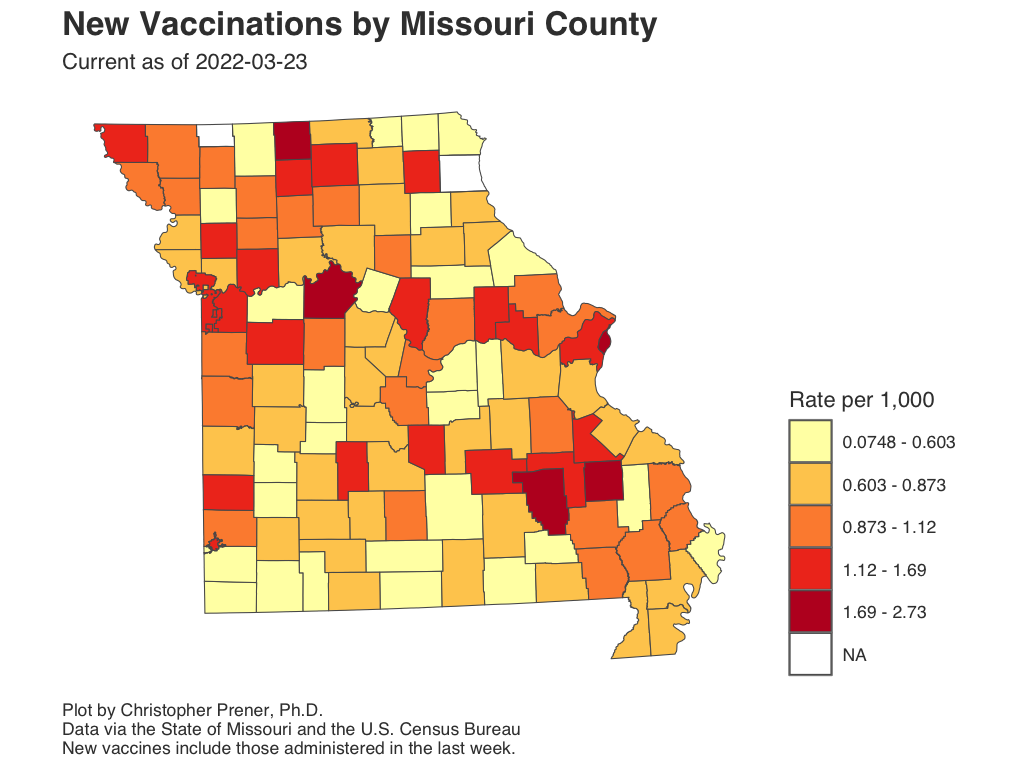 New Vaccinations by Missouri County
Current as of 2022-03-23
Rate per 1,000
0.0748 - 0.603
0.603 - 0.873
0.873 - 1.12
1.12 - 1.69
1.69 - 2.73
NA
Plot by Christopher Prener, Ph.D.
Data via the State of Missouri and the U.S. Census Bureau
New vaccines include those administered in the last week.